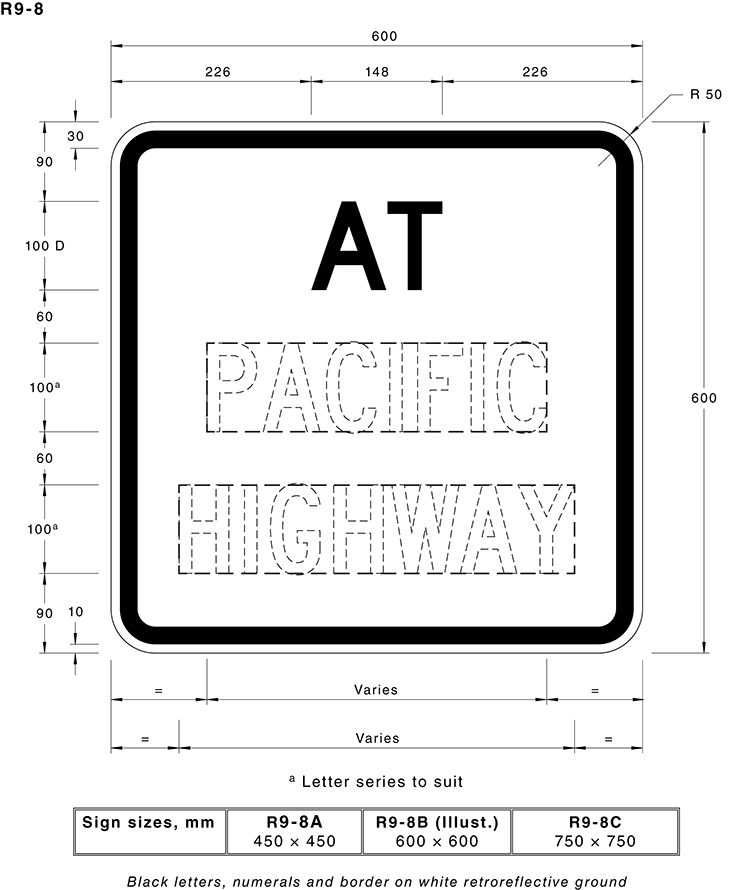 R9-8
600
226 148 226
R 50
30
90
AT
100 D
60
PACIFIC
100ª
600
60
HIGHWAY
100ª
90 10
= Varies =
= Varies =
ª Letter series to suit
Sign sizes, mm R9-8A R9-8B (Illust.) R9-8C
450 × 450 600 × 600 750 × 750
Black letters, numerals and border on white retroreflective ground